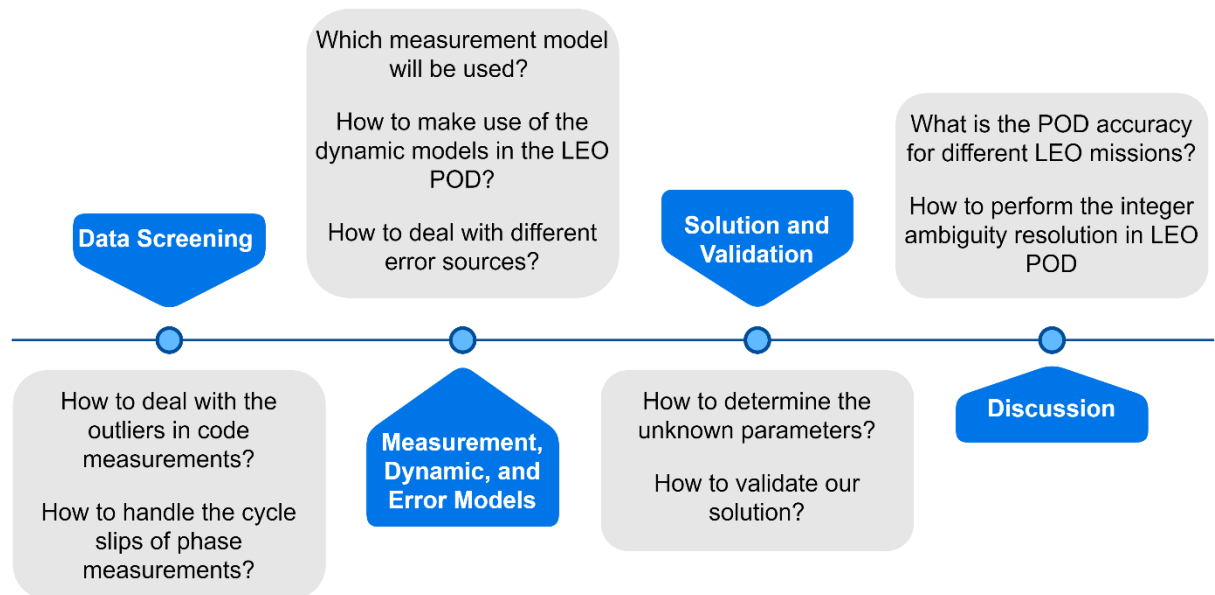 Data Screening
How to deal with the
outliers in code
measurements?
How to handle the cycle
slips of phase
measurements?
Which measurement model
will be used?
How to make use of the
dynamic models in the LEO
POD?
How to deal with different
error sources?
Measurement,
Dynamic, and
Error Models
Solution and
Validation
How to determine the
unknown parameters?
How to validate our
solution?
What is the POD accuracy
for different LEO missions?
How to perform the integer
ambiguity resolution in LEO
POD
Discussion